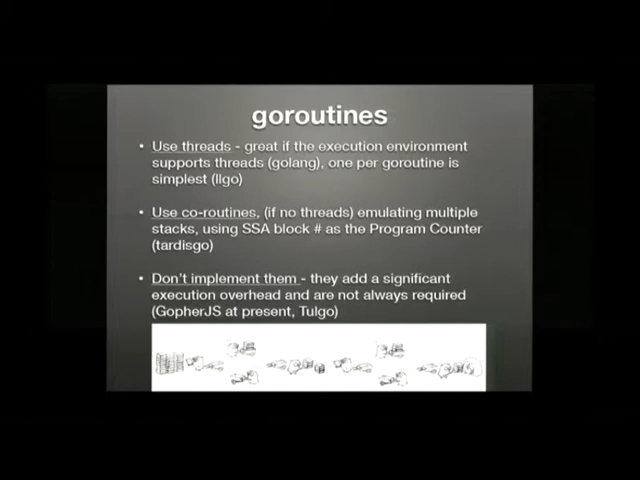 goroutines
• Use threads - great if the execution environment
supports threads (golang), one per goroutine is
simplest (llgo)
• Use co-routines, (if no threads) emulating multiple
stacks, using SSA block # as the Program Counter
(tardisgo)
• Don't implement them - they add a significant
execution overhead and are not always required
(GopherJS at present, Tulgo)